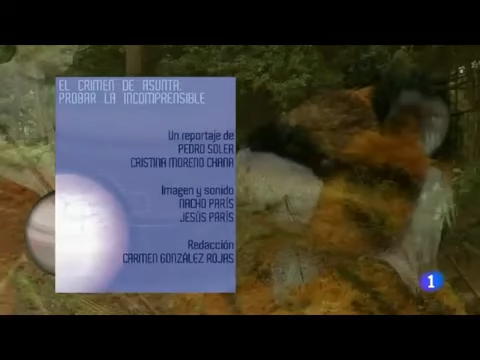 EL CRIMEN DE ASUNTA.
PROBAR LA INCOMPRENSIBLE
Un reportaje de
PEDRO SOLER
CRISTINA MORENO CHANA
Imagen y sonido
NACHO PARÍS
JESÚS PARÍS
Redacción
CARMEN GONZÁLEZ ROJAS
1